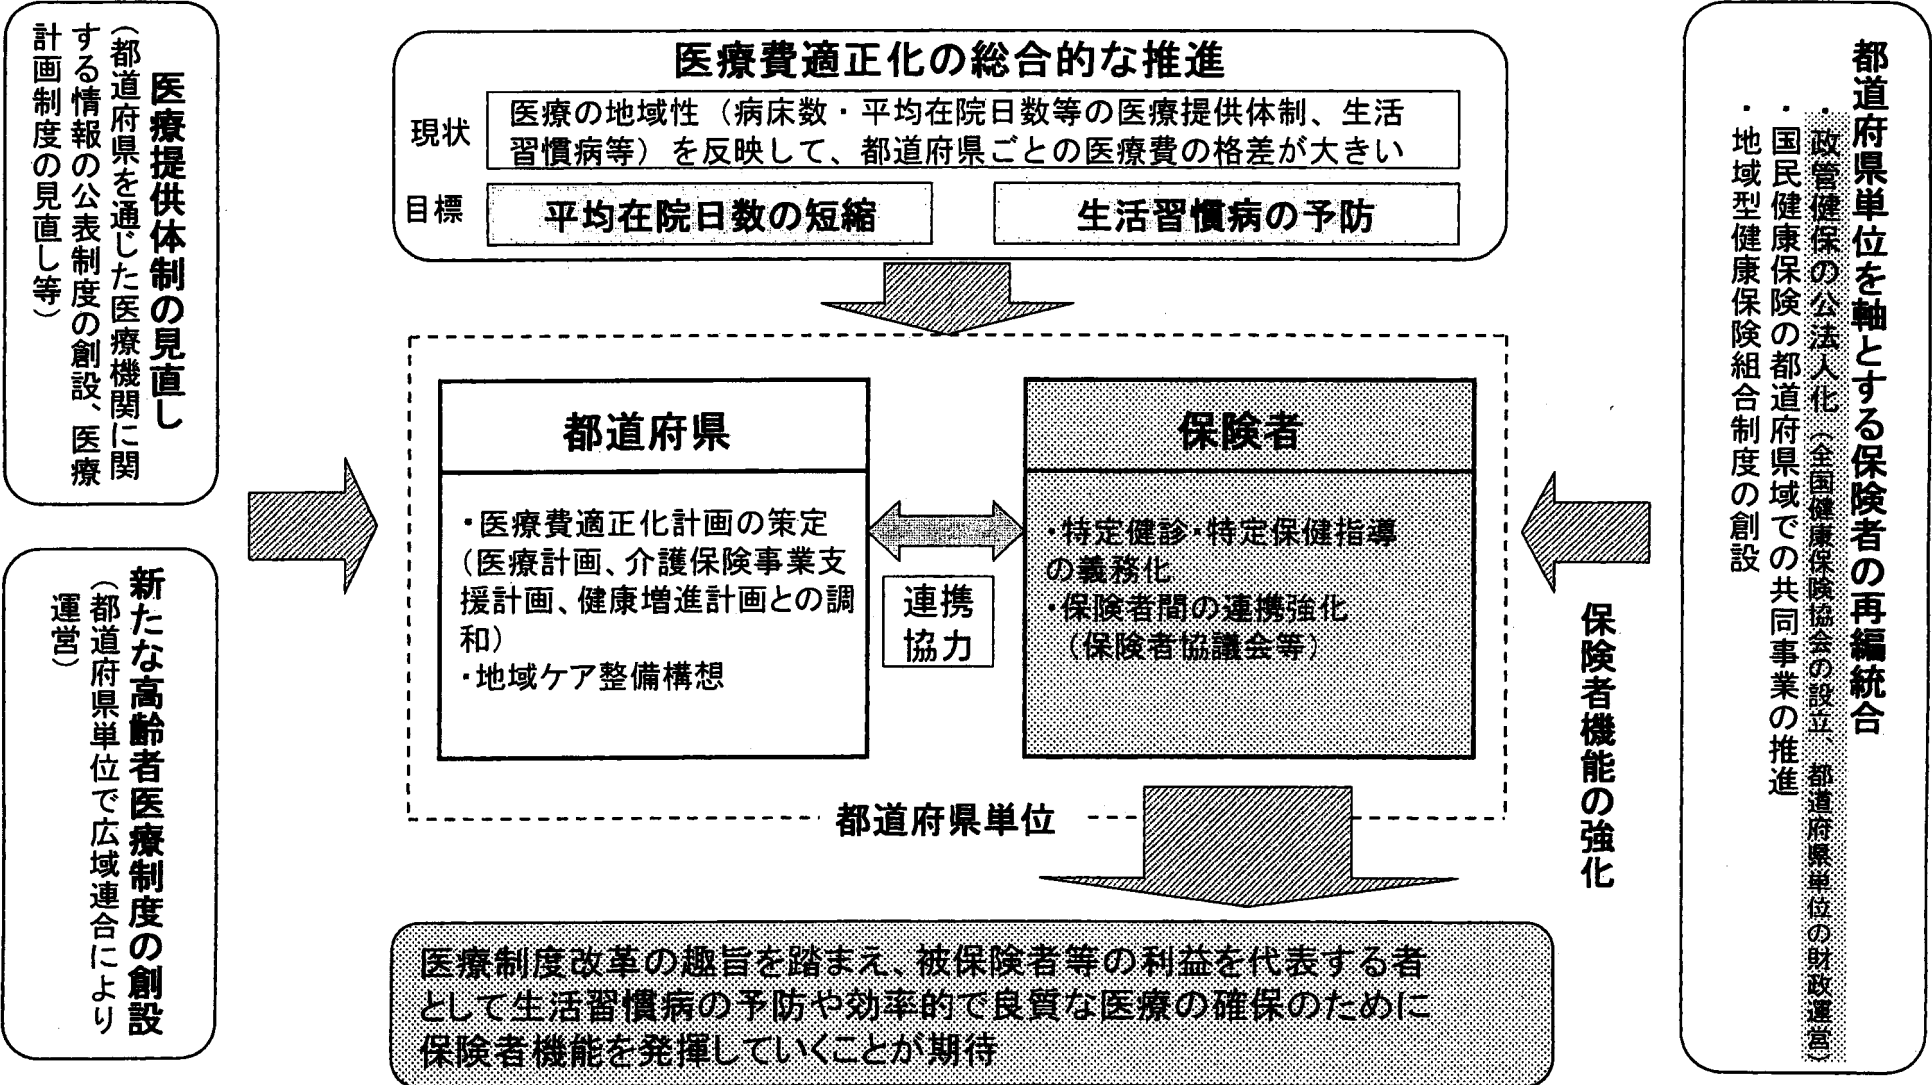 医療提供体制の見直し
(都道府県を通じた医療機関に関
する情報の公表制度の創設、医療
計画制度の見直し等)
新たな高齢者医療制度の創設
(都道府県単位で広域連合により
運営)
医療費適正化の総合的な推進
現状
医療の地域性(病床数・平均在院日数等の医療提供体制、生活
習慣病等)を反映して、都道府県ごとの医療費の格差が大きい
目標
平均在院日数の短縮
生活習慣病の予防
都道府県
・医療費適正化計画の策定
(医療計画、介護保険事業支
援計画、健康増進計画との調
和)
・地域ケア整備構想
連携
協力
保険者
・特定健診・特定保健指導
の義務化
・保険者間の連携強化
(保険者協議会等)
都道府県単位
医療制度改革の趣旨を踏まえ、被保険者等の利益を代表する者
として生活習慣病の予防や効率的で良質な医療の確保のために
保険者機能を発揮していくことが期待
都道府県単位を軸とする保険者の再編統合
・政管健保の公法人化(全国健康保険協会の設立、都道府県単位の財政運営)
・国民健康保険の都道府県域での共同事業の推進
・地域型健康保険組合制度の創設
保険者機能の強化